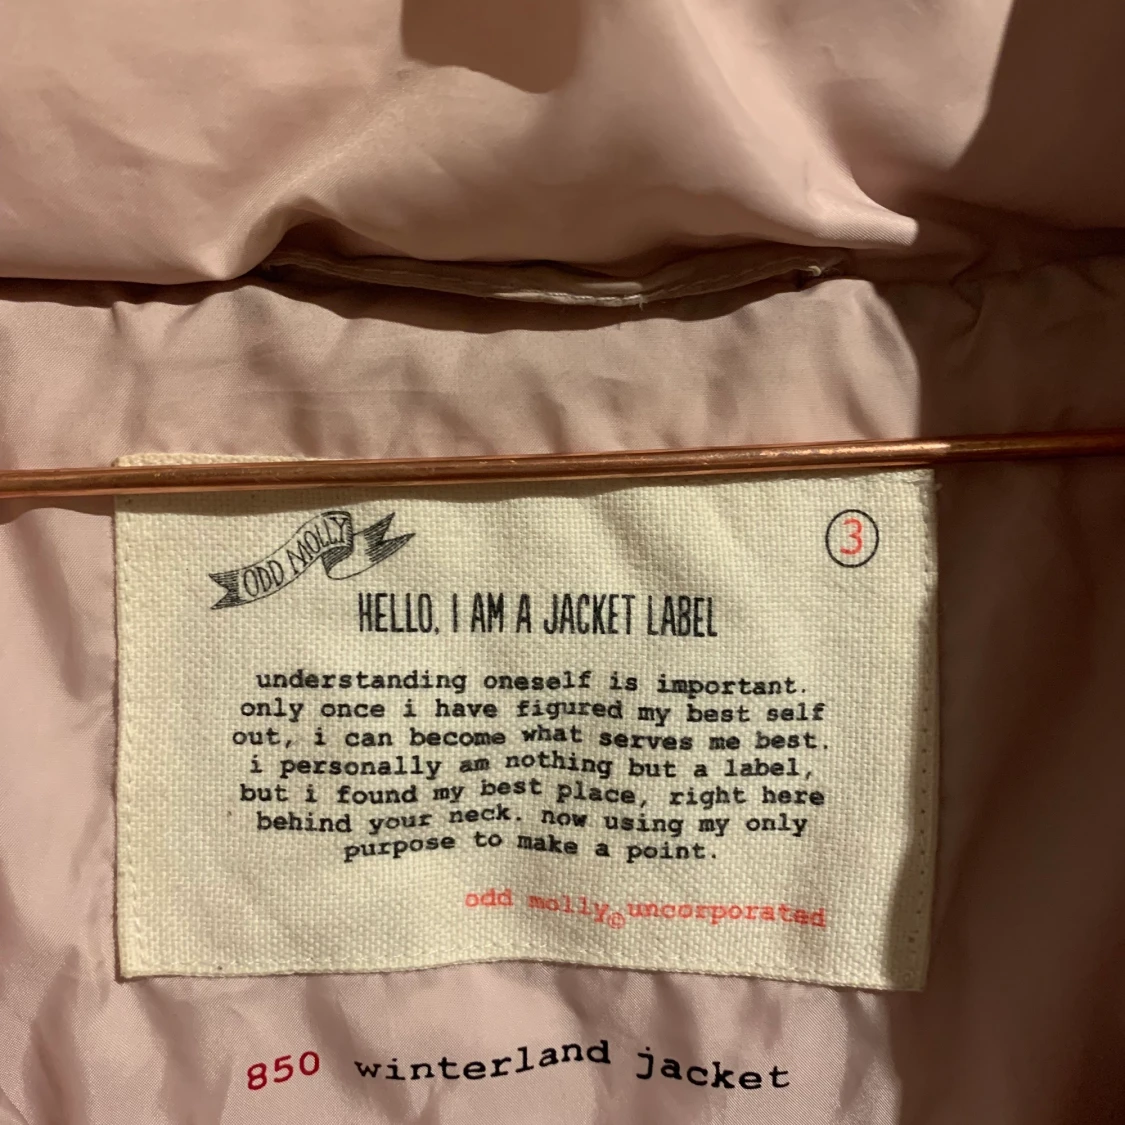 ODD MOLLY
3
HELLO, I AM A JACKET LABEL
understanding oneself is important.
only once i have figured my best self
out, i can become what serves me best.
i personally am nothing but a label,
but i found my best place, right here
behind your neck. now using my only
purpose to make a point.
odd molly©uncorporated
850 winterland jacket